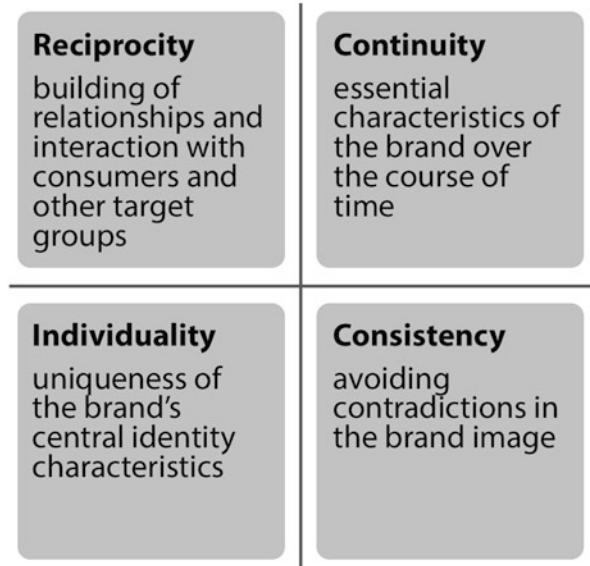 Reciprocity
building of
relationships and
interaction with
consumers and
other target
groups
Continuity
essential
characteristics of
the brand over
the course of
time
Individuality
uniqueness of
the brand's
central identity
characteristics
Consistency
avoiding
contradictions in
the brand image